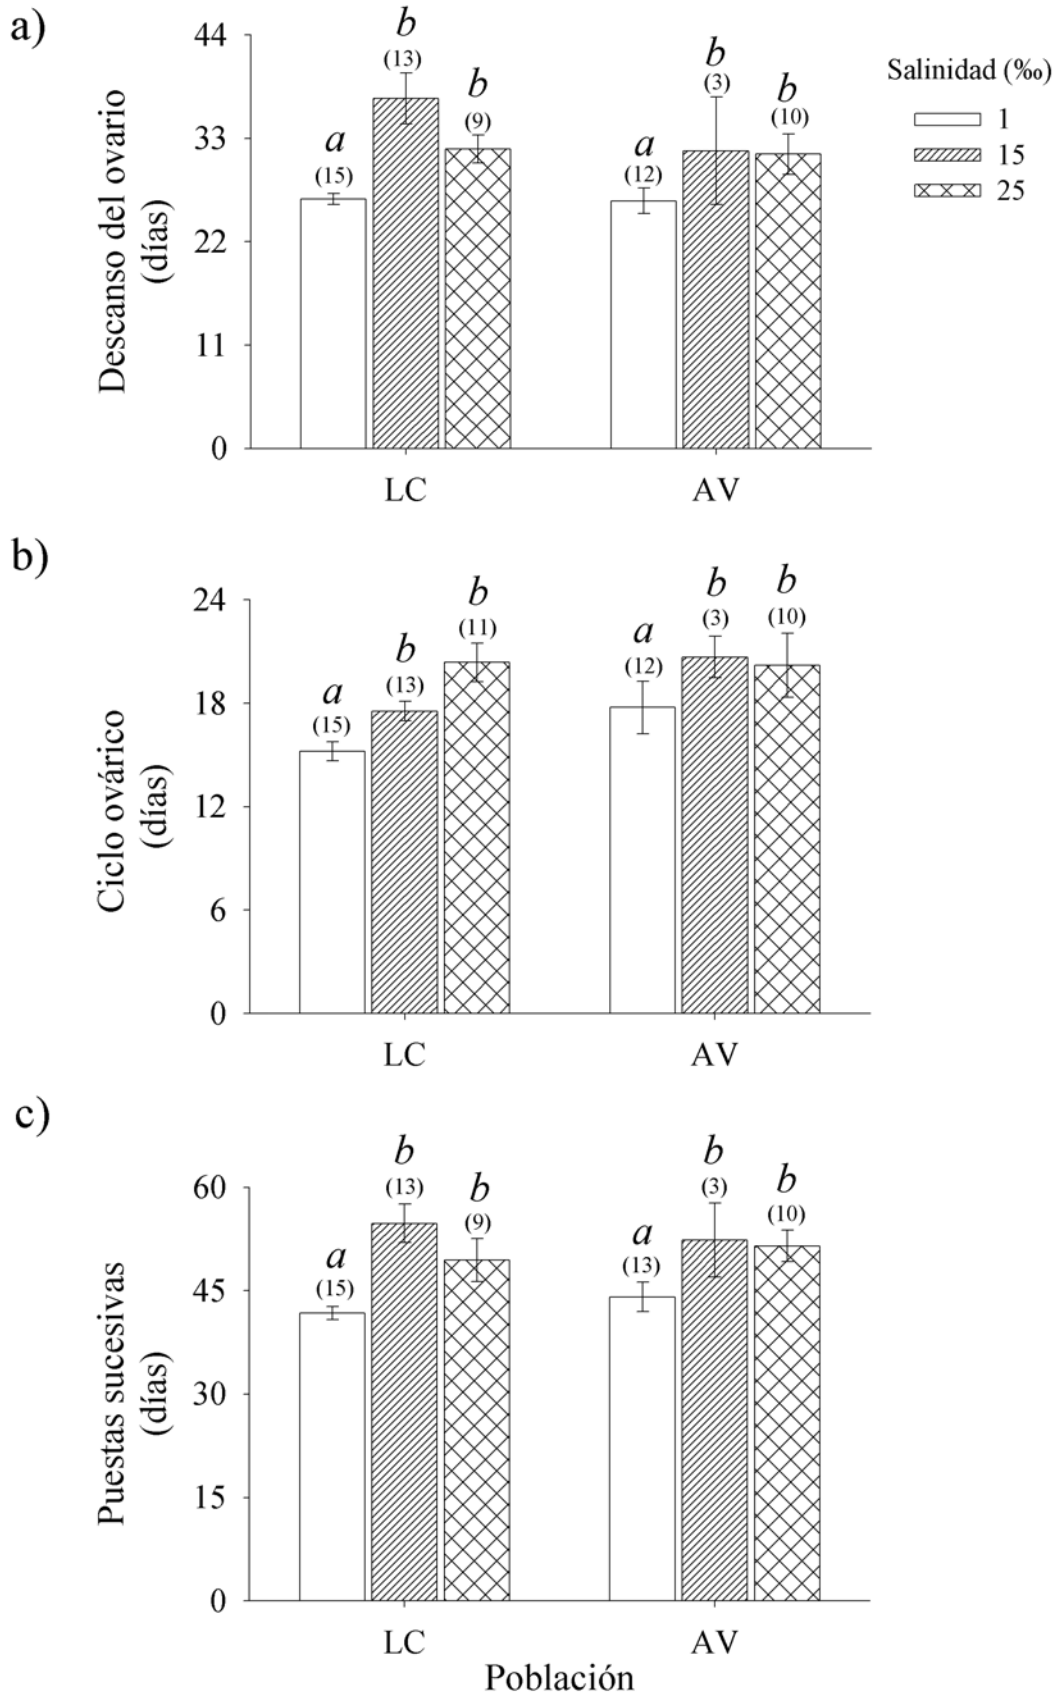 a)
44
33
22
11
0
Descanso del ovario
(días)
a
(15)
b
(13)
b
(9)
a
(12)
b
(3)
b
(10)
LC
AV
Salinidad (‰)
1
15
25
b)
24
18
12
6
0
Ciclo ovárico
(días)
a
(15)
b
(13)
b
(11)
a
(12)
b
(3)
b
(10)
LC
AV
c)
60
45
30
15
0
Puestas sucesivas
(días)
a
(15)
b
(13)
b
(9)
a
(13)
b
(3)
b
(10)
LC
AV
Población